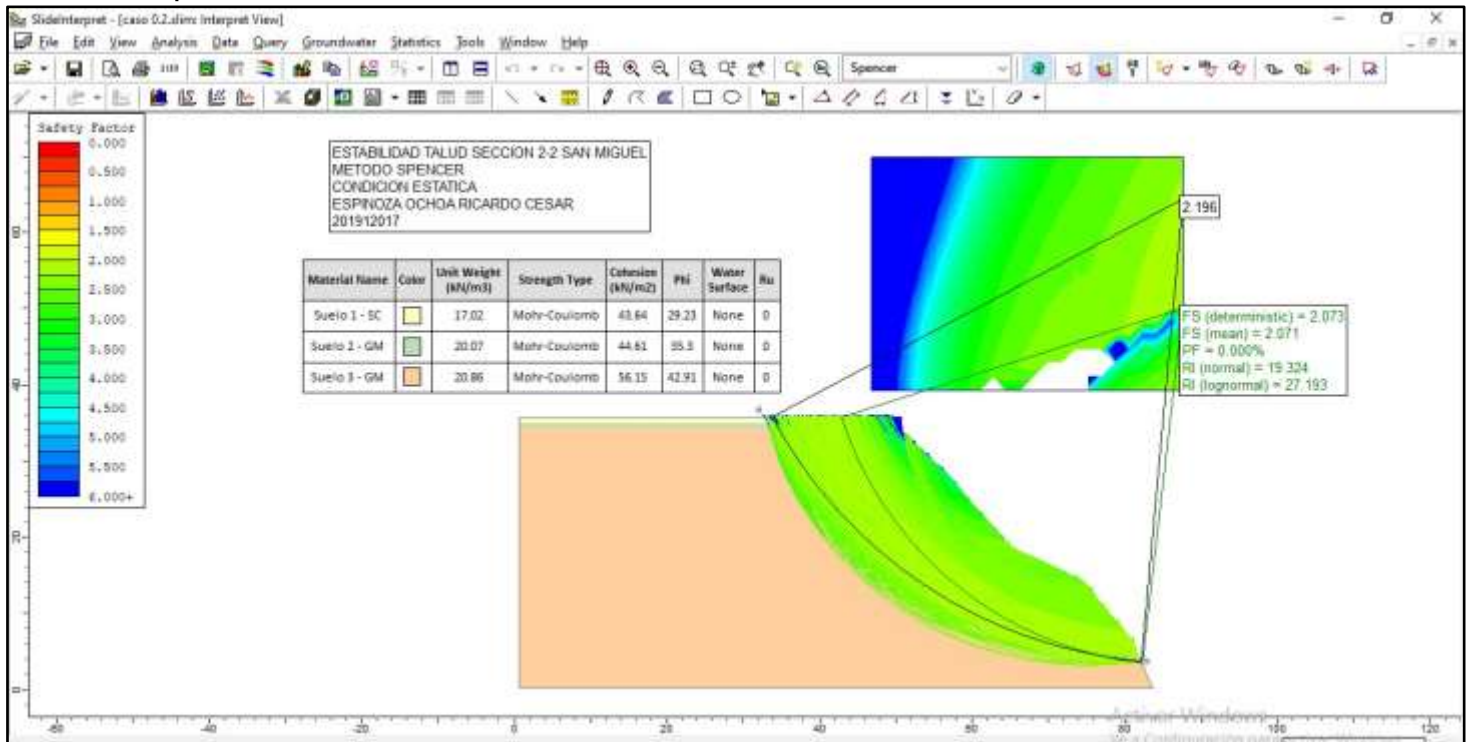 SlideInterpret - [caso 0.2.slim: Interpret View]
File Edit View Analysis Data Query Groundwater Statistics Tools Window Help
Spencer
Safety Factor
0.000
0.500
1.000
1.500
2.000
2.500
3.000
3.500
4.000
4.500
5.000
5.500
6.000+
ESTABILIDAD TALUD SECCION 2-2 SAN MIGUEL
METODO SPENCER
CONDICION ESTATICA
ESPINOZA OCHOA RICARDO CESAR
201912017
Material Name Color Unit Weight (kN/m3) Strength Type Cohesion (kN/m2) Phi Water Surface Ru
Suelo 1 - SC 17.02 Mohr-Coulomb 43.64 29.23 None 0
Suelo 2 - GM 20.07 Mohr-Coulomb 44.61 35.3 None 0
Suelo 3 - GM 20.86 Mohr-Coulomb 56.15 42.91 None 0
2.196
FS (deterministic) = 2.073
FS (mean) = 2.071
PF = 0.000%
RI (normal) = 19.324
RI (lognormal) = 27.193
60
40
20
0
-60 -40 -20 0 20 40 60 80 100 120
Activar Windows